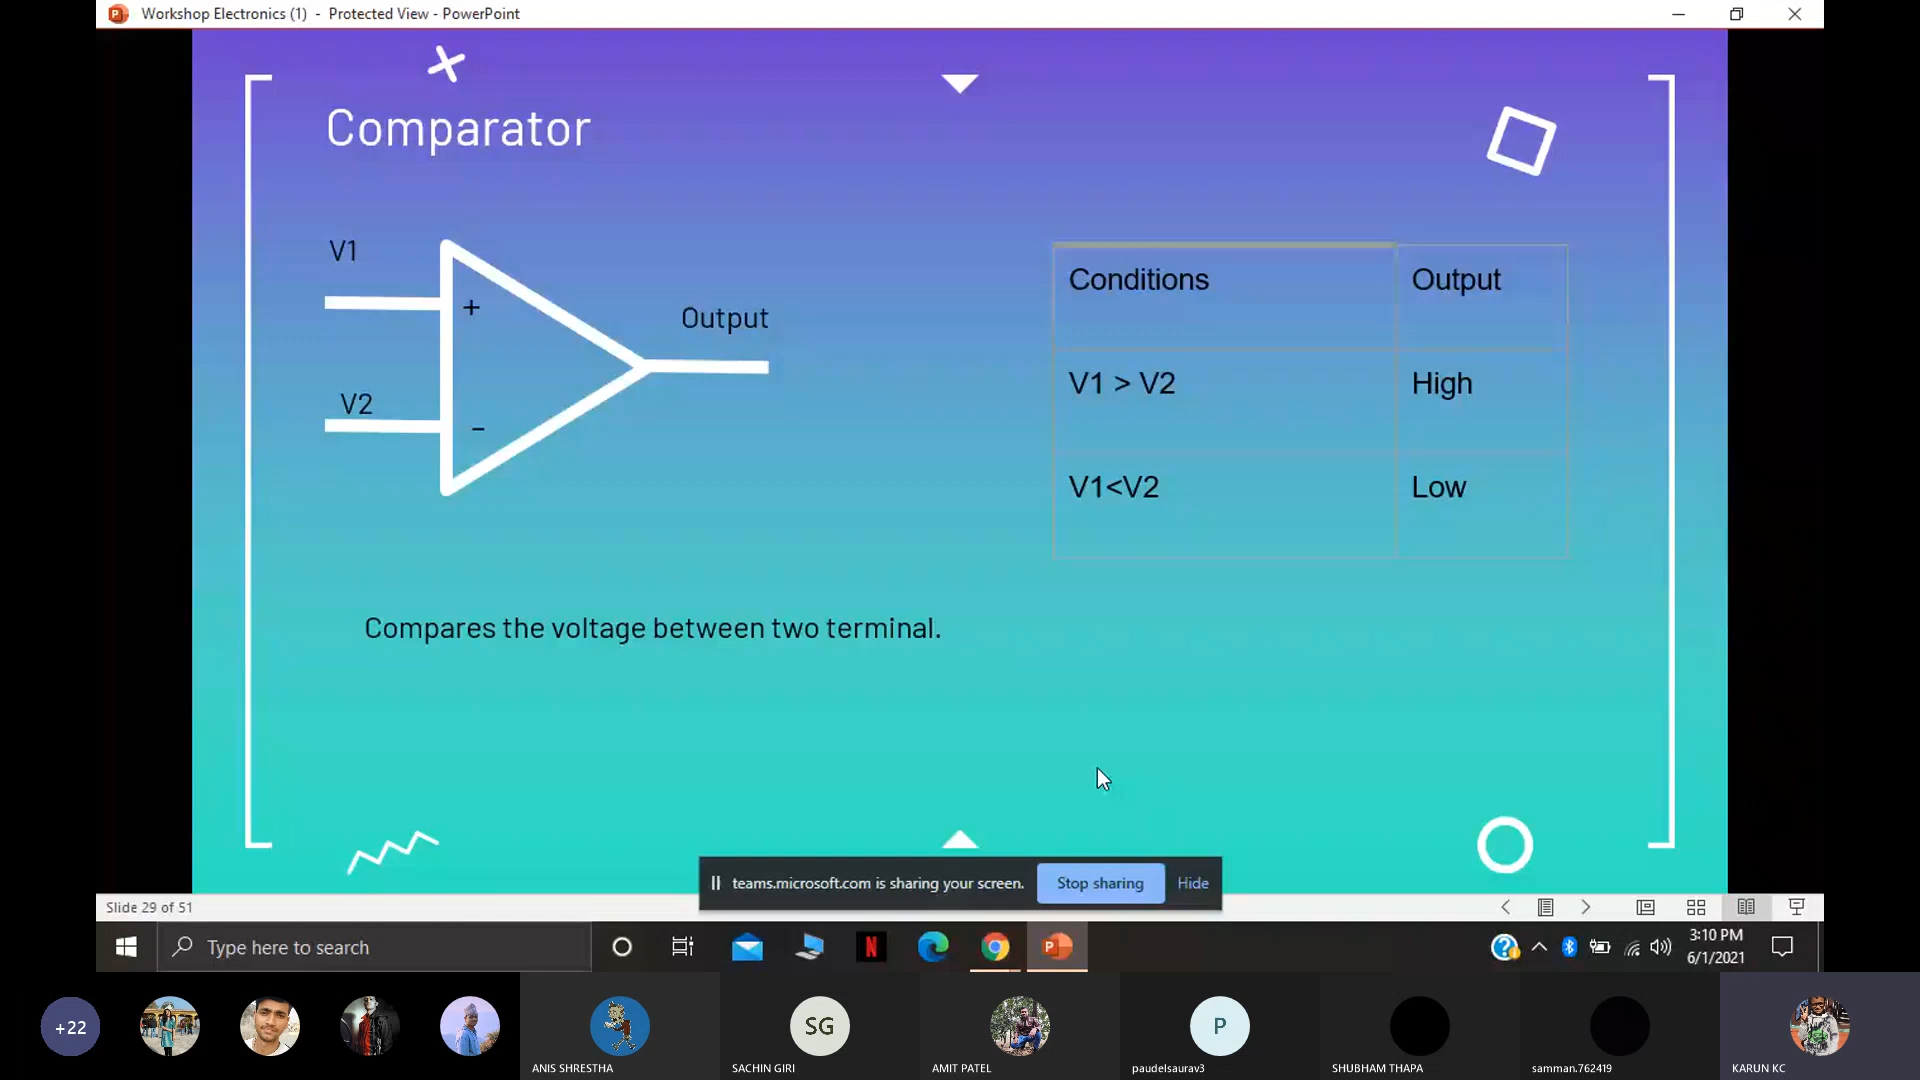 Workshop Electronics (1) - Protected View - PowerPoint
Comparator
V1
+
Output
V2
-
Conditions Output
V1 > V2 High
V1<V2 Low
Compares the voltage between two terminal.
teams.microsoft.com is sharing your screen. Stop sharing Hide
Slide 29 of 51
Type here to search
3:10 PM
6/1/2021
+22
SG
P
ANIS SHRESTHA
SACHIN GIRI
AMIT PATEL
paudelsaurav3
SHUBHAM THAPA
samman.762419
KARUN KC